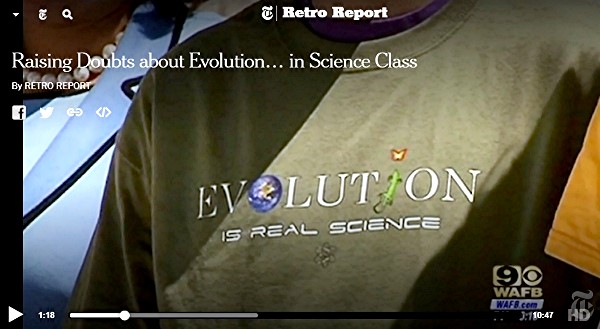 Retro Report
Raising Doubts about Evolution... in Science Class
By RETRO REPORT
EVOLUTION
IS REAL SCIENCE
9
WAFB
WAFB.com
1:18
10:47
HD